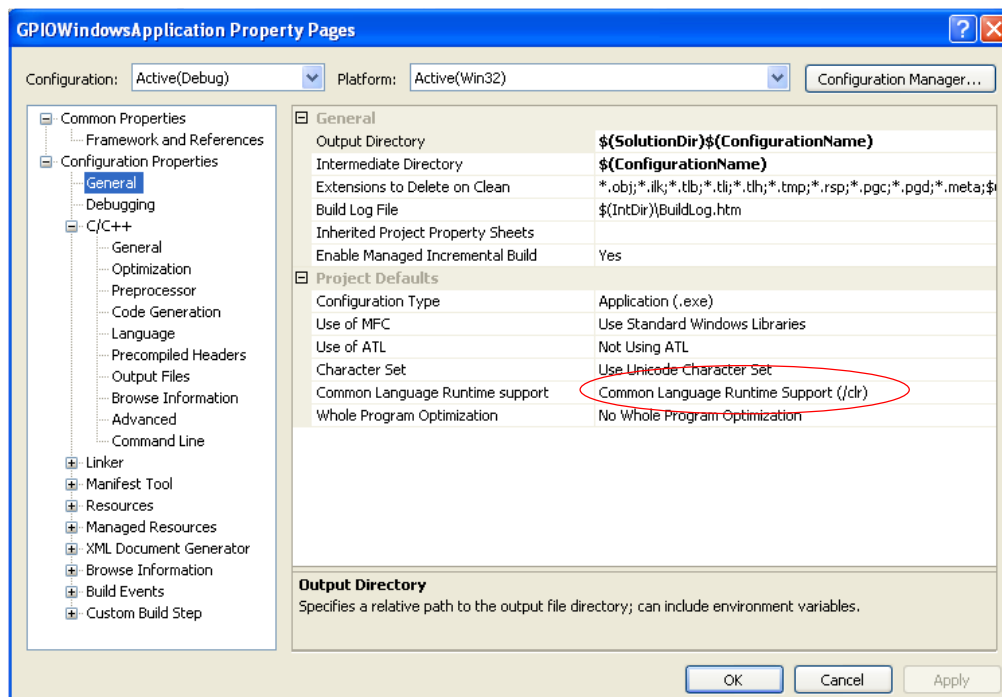 GPIOWindowsApplication Property Pages
Configuration: Active(Debug) Platform: Active(Win32) Configuration Manager...
Common Properties
Framework and References
Configuration Properties
General
Debugging
C/C++
General
Optimization
Preprocessor
Code Generation
Language
Precompiled Headers
Output Files
Browse Information
Advanced
Command Line
Linker
Manifest Tool
Resources
Managed Resources
XML Document Generator
Browse Information
Build Events
Custom Build Step
General
Output Directory $(SolutionDir)$(ConfigurationName)
Intermediate Directory $(ConfigurationName)
Extensions to Delete on Clean *.obj;*.ilk;*.tlb;*.tli;*.tlh;*.tmp;*.rsp;*.pgc;*.pgd;*.meta;$(
Build Log File $(IntDir)\BuildLog.htm
Inherited Project Property Sheets
Enable Managed Incremental Build Yes
Project Defaults
Configuration Type Application (.exe)
Use of MFC Use Standard Windows Libraries
Use of ATL Not Using ATL
Character Set Use Unicode Character Set
Common Language Runtime support Common Language Runtime Support (/clr)
Whole Program Optimization No Whole Program Optimization
Output Directory
Specifies a relative path to the output file directory; can include environment variables.
OK Cancel Apply